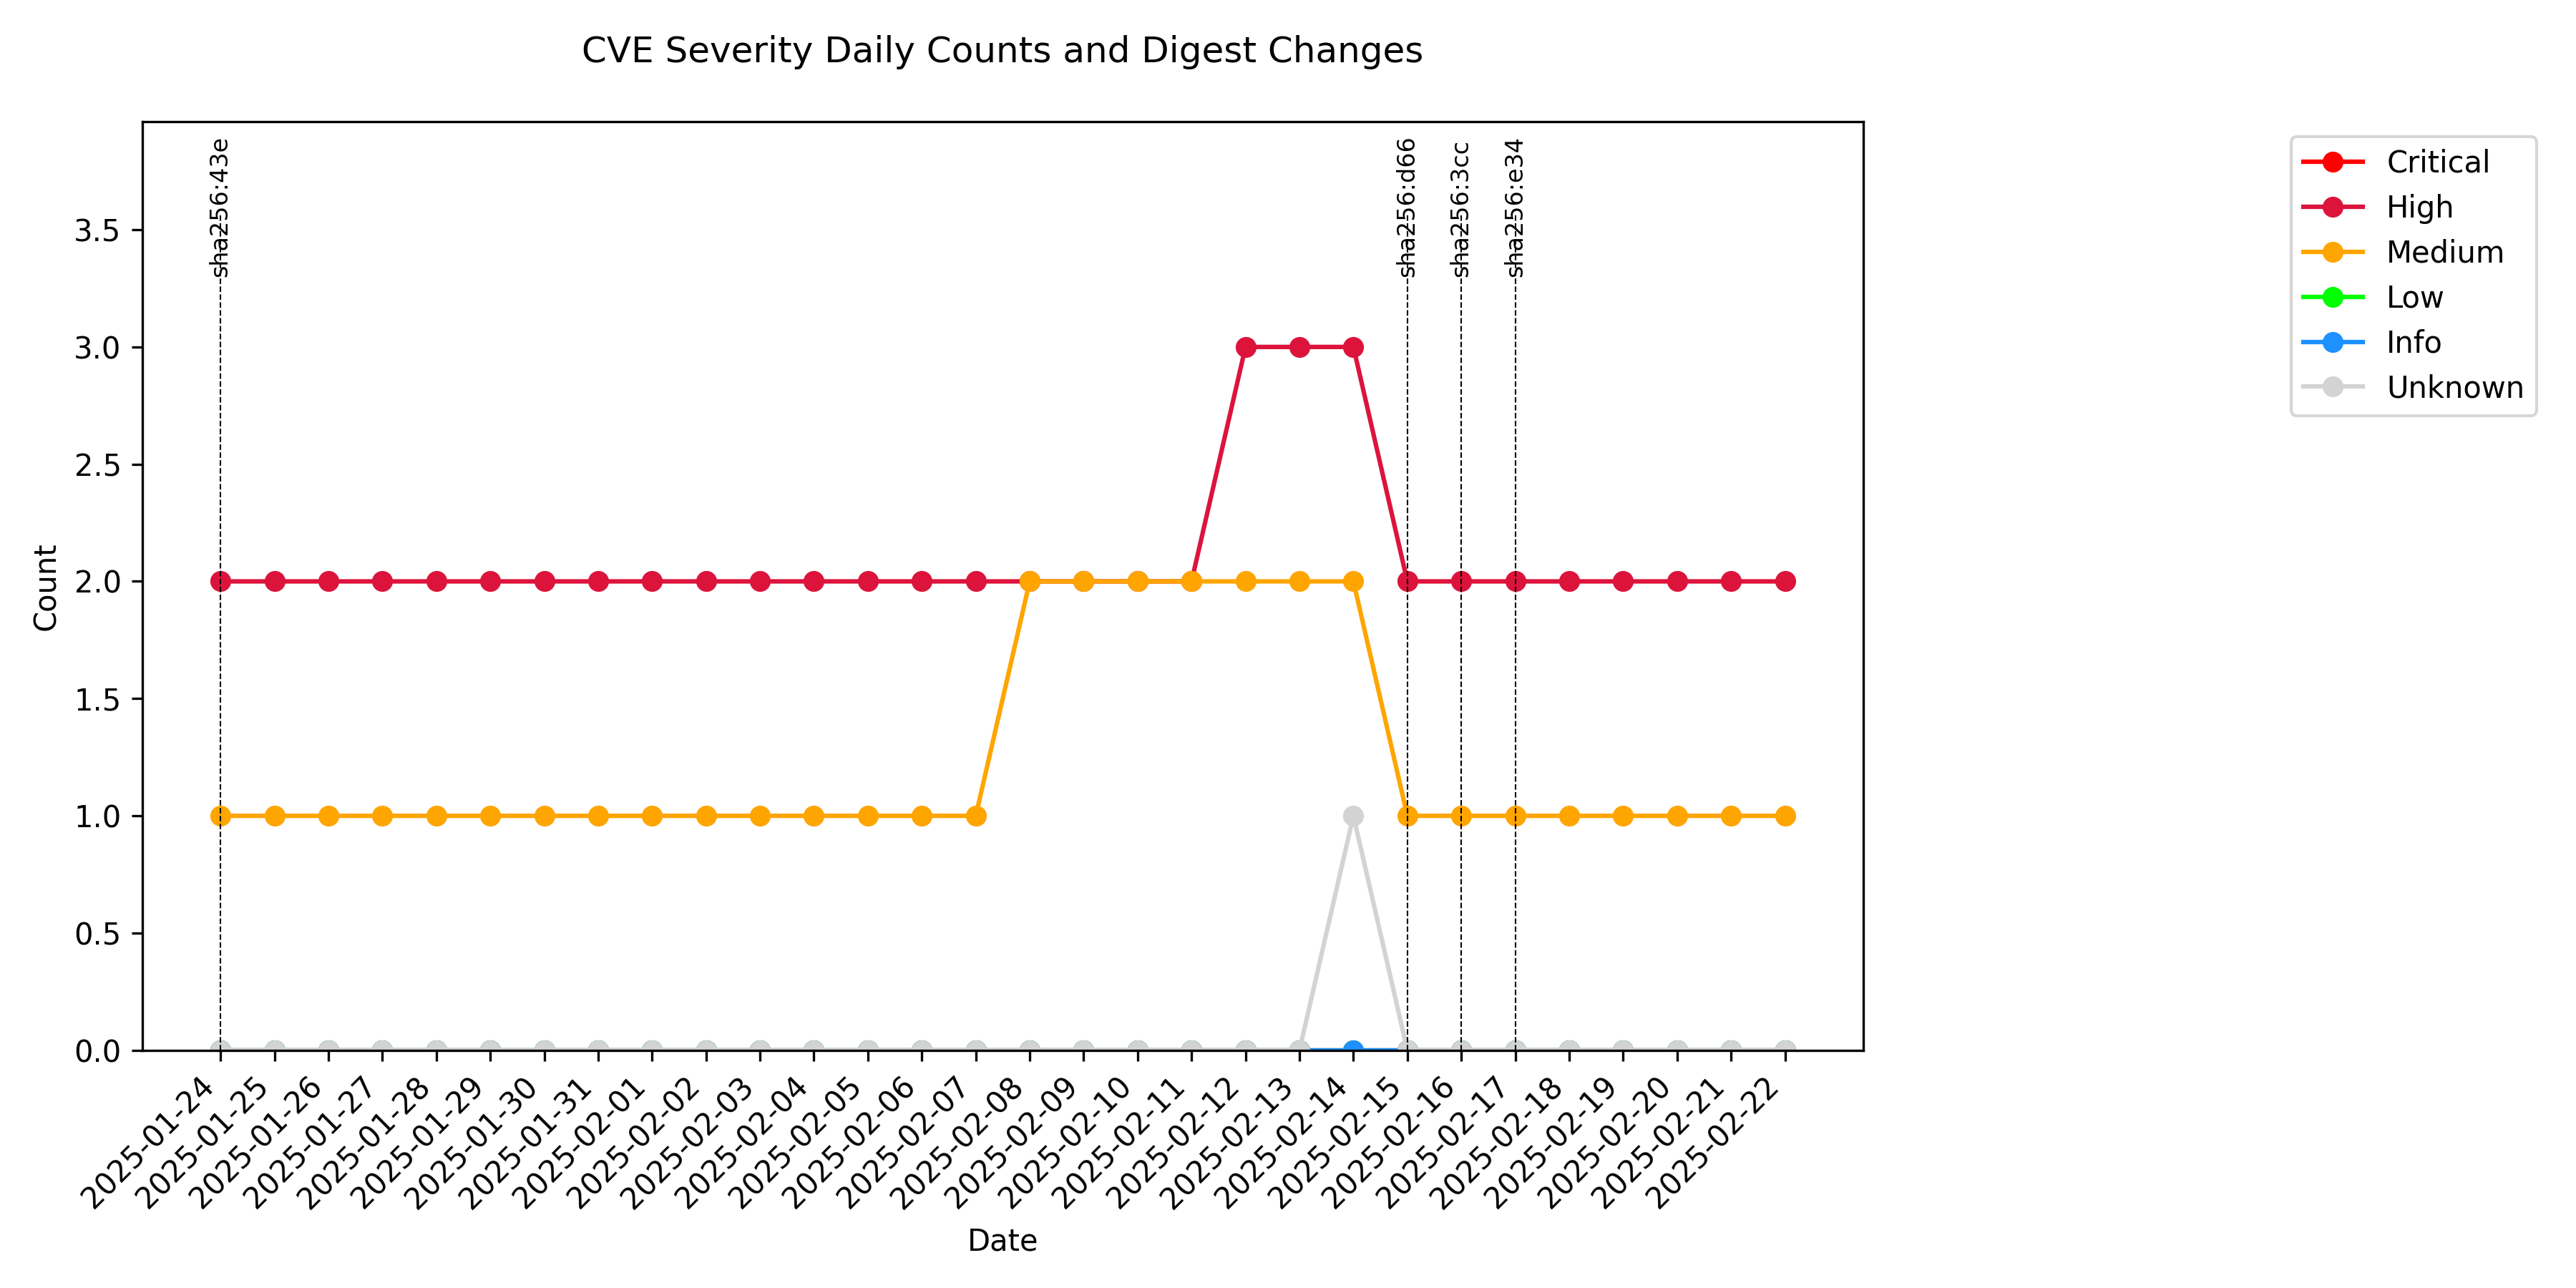 CVE Severity Daily Counts and Digest Changes
sha256:43e
sha256:d66
sha256:3cc
sha256:e34
Critical
High
Medium
Low
Info
Unknown
3.5
3.0
2.5
2.0
1.5
1.0
0.5
0.0
Count
2025-01-24
2025-01-25
2025-01-26
2025-01-27
2025-01-28
2025-01-29
2025-01-30
2025-01-31
2025-02-01
2025-02-02
2025-02-03
2025-02-04
2025-02-05
2025-02-06
2025-02-07
2025-02-08
2025-02-09
2025-02-10
2025-02-11
2025-02-12
2025-02-13
2025-02-14
2025-02-15
2025-02-16
2025-02-17
2025-02-18
2025-02-19
2025-02-20
2025-02-21
2025-02-22
Date